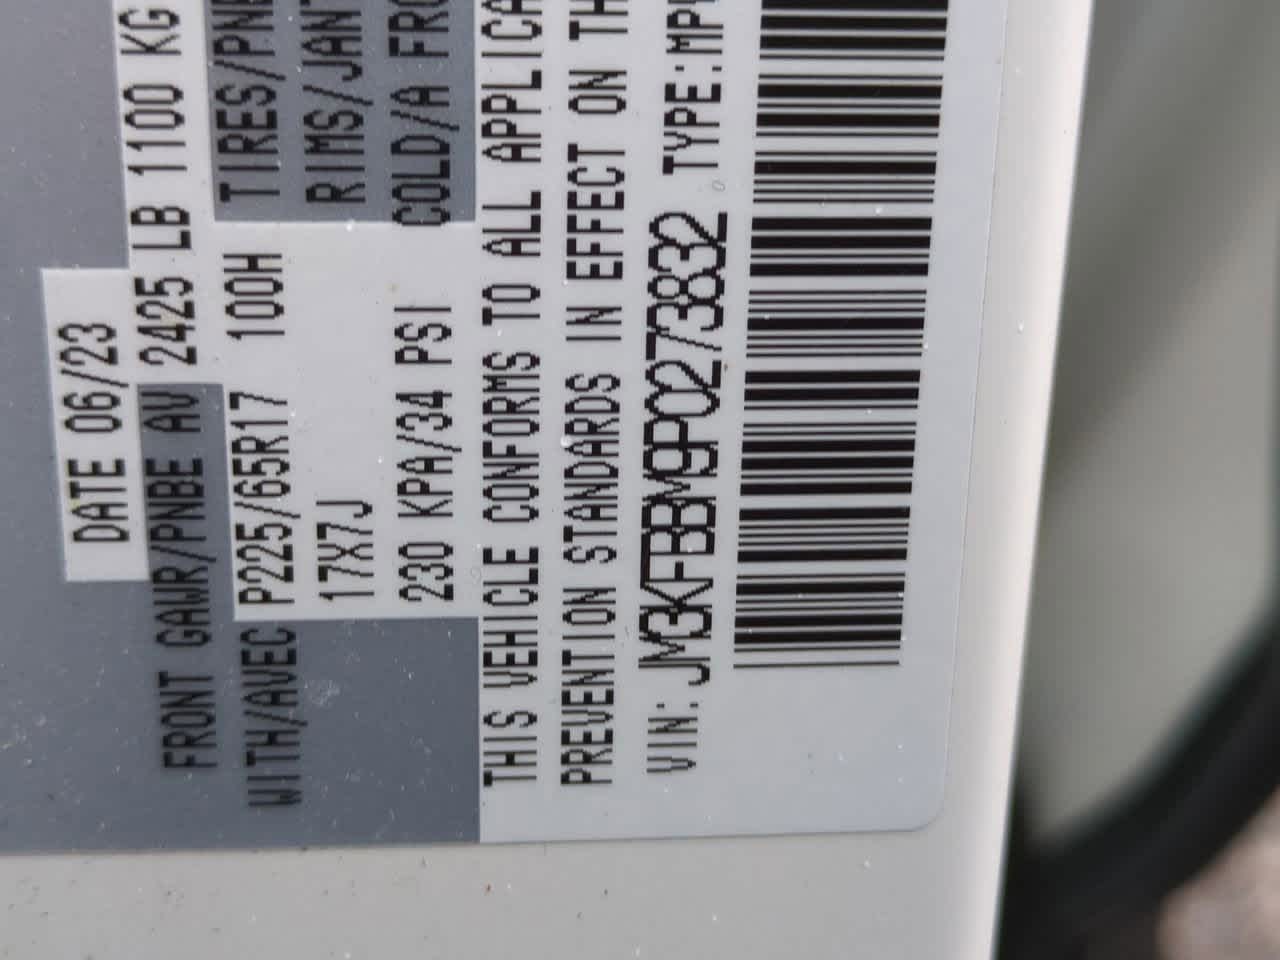 DATE 06/23
FRONT GAWR/PNBE AV 2425 LB 1100 KG
WITH/AVEC P225/65R17 100H TIRES/PNE
17X7J RIMS/JANT
230 KPA/34 PSI COLD/A FRO
THIS VEHICLE CONFORMS TO ALL APPLICA
PREVENTION STANDARDS IN EFFECT ON TH
VIN: JM3KFBBM9P0273832 TYPE:MPV